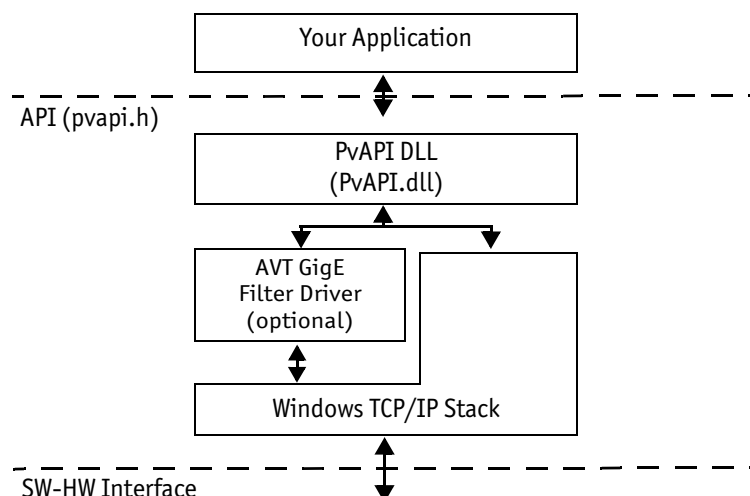 Your Application
API (pvapi.h)
PvAPI DLL
(PvAPI.dll)
AVT GigE
Filter Driver
(optional)
Windows TCP/IP Stack
SW-HW Interface